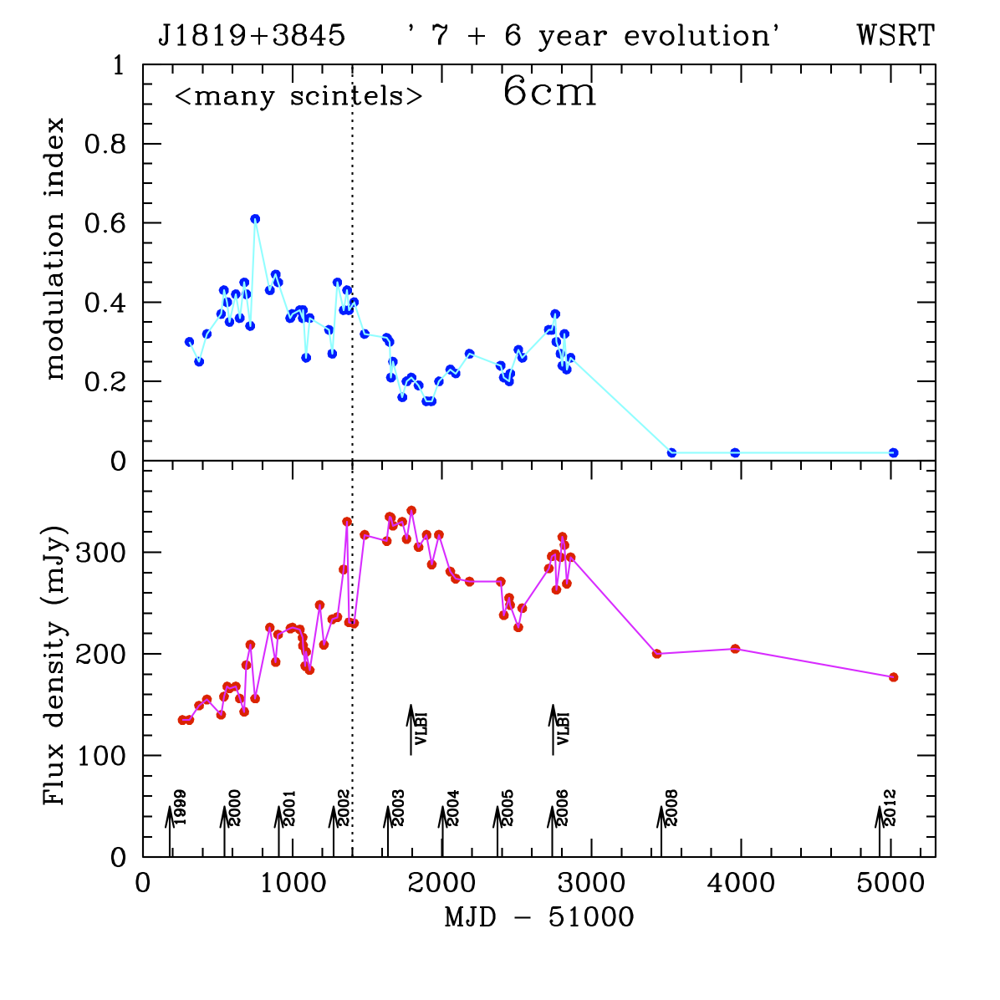 J1819+3845 ' 7 + 6 year evolution' WSRT
<many scintels> 6cm
modulation index
1
0.8
0.6
0.4
0.2
0
Flux density (mJy)
300
200
100
0
VLBI VLBI
1999 2000 2001 2002 2003 2004 2005 2006 2008 2012
0 1000 2000 3000 4000 5000
MJD - 51000